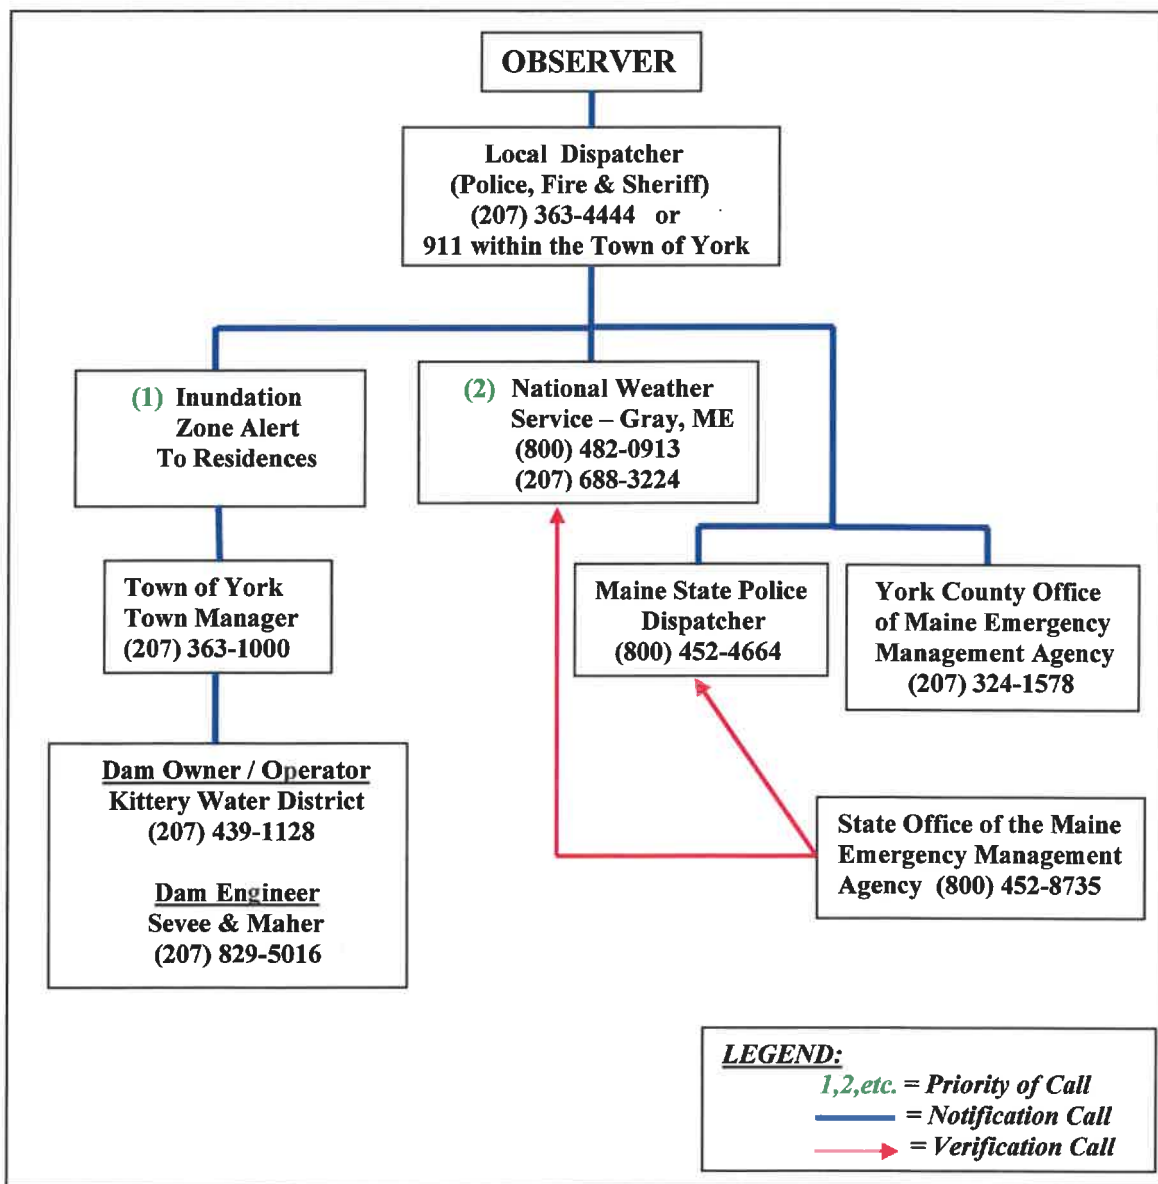 OBSERVER
Local Dispatcher
(Police, Fire & Sheriff)
(207) 363-4444 or
911 within the Town of York
(1) Inundation
Zone Alert
To Residences
(2) National Weather
Service – Gray, ME
(800) 482-0913
(207) 688-3224
Town of York
Town Manager
(207) 363-1000
Maine State Police
Dispatcher
(800) 452-4664
York County Office
of Maine Emergency
Management Agency
(207) 324-1578
Dam Owner / Operator
Kittery Water District
(207) 439-1128
Dam Engineer
Sevee & Maher
(207) 829-5016
State Office of the Maine
Emergency Management
Agency (800) 452-8735
LEGEND:
1,2,etc. = Priority of Call
= Notification Call
= Verification Call